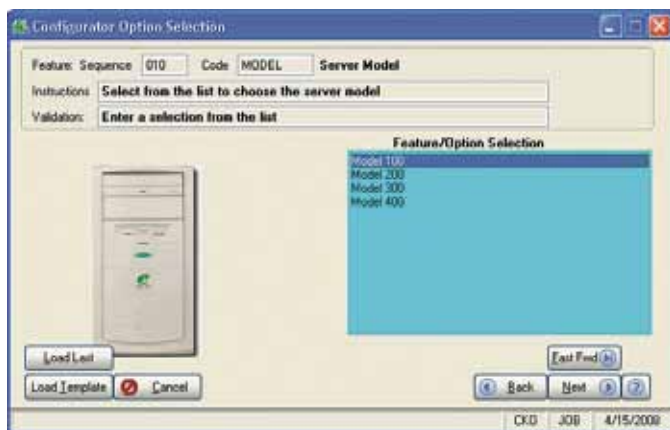 Configurator Option Selection
Feature: Sequence 010 Code MODEL Server Model
Instructions Select from the list to choose the server model
Validation: Enter a selection from the list
Feature/Option Selection
Model 100
Model 200
Model 300
Model 400
Load Last
Fast Fwd
Load Template Cancel Back Next ?
CKO JOB 4/15/2008